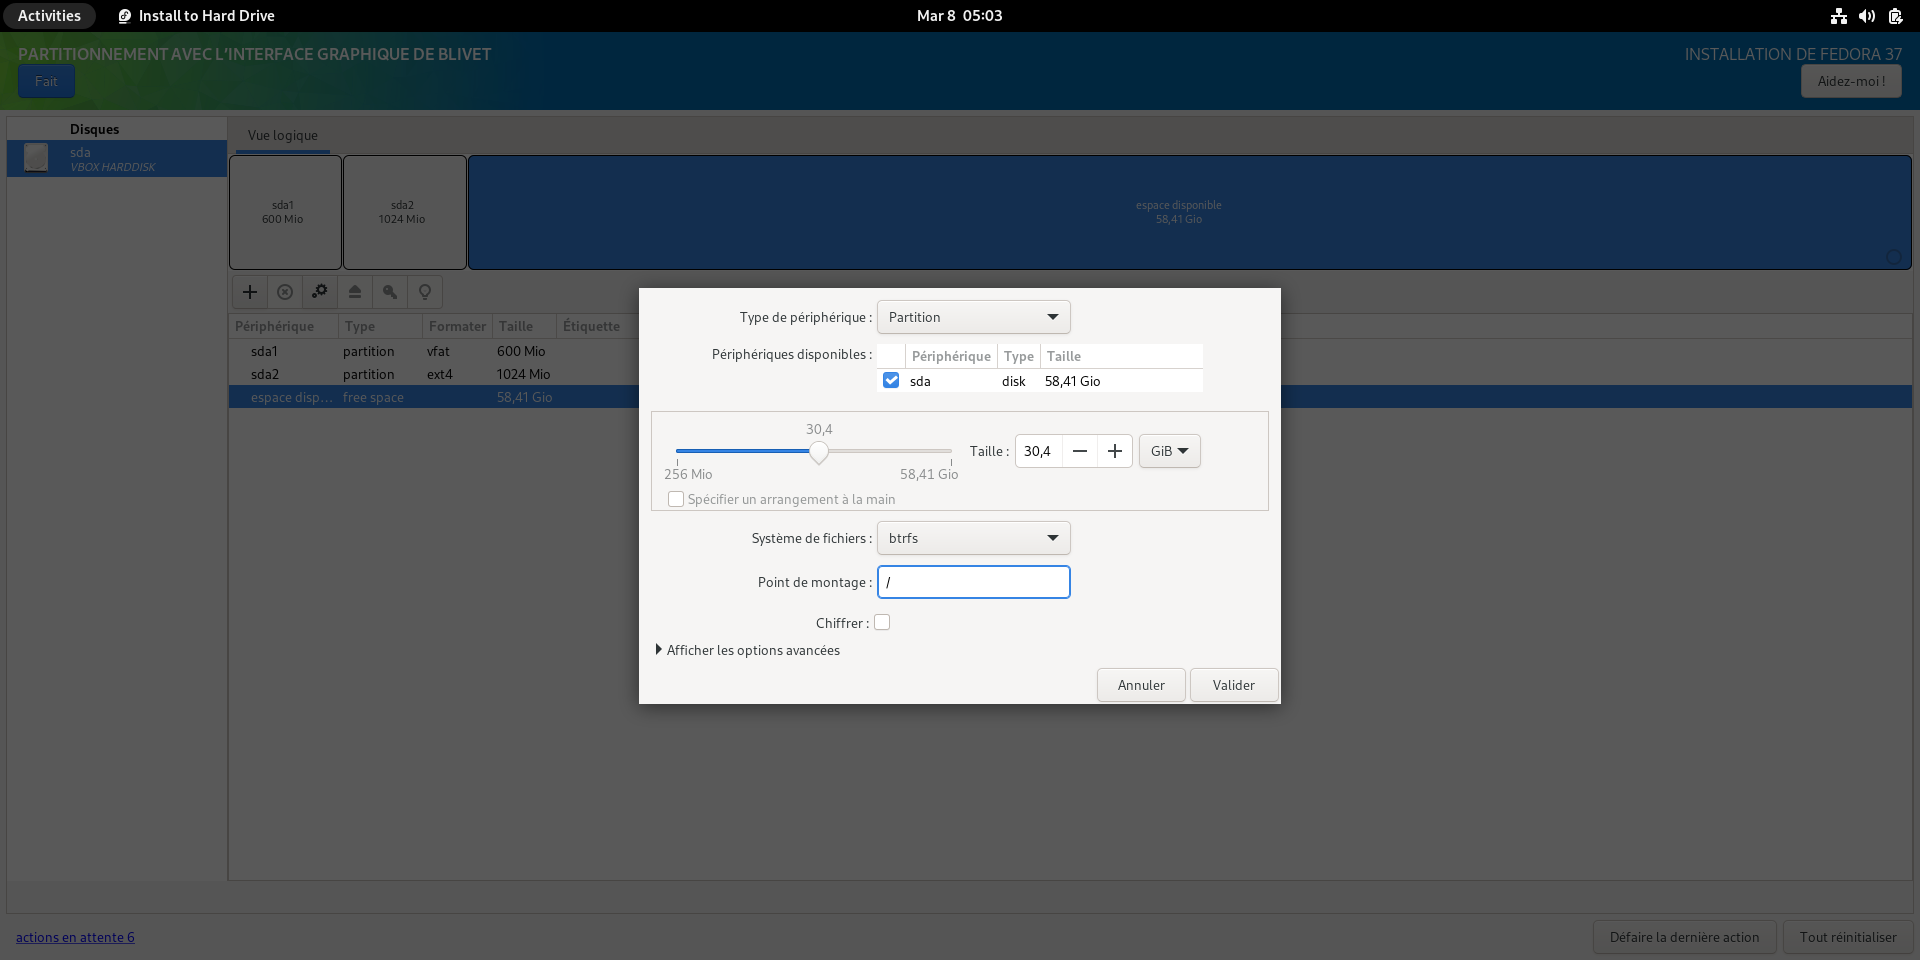 Activities
Install to Hard Drive
Mar 8 05:03
PARTITIONNEMENT AVEC L'INTERFACE GRAPHIQUE DE BLIVET
INSTALLATION DE FEDORA 37
Fait
Aidez-moi !
Disques
sda
VBOX HARDDISK
Vue logique
sda1
600 Mio
sda2
1024 Mio
espace disponible
58,41 Gio
Périphérique Type Formater Taille Étiquette
sda1 partition vfat 600 Mio
sda2 partition ext4 1024 Mio
espace disp... free space 58,41 Gio
Type de périphérique : Partition
Périphériques disponibles :
Périphérique Type Taille
sda disk 58,41 Gio
30,4
256 Mio 58,41 Gio
Taille : 30,4 GiB
Spécifier un arrangement à la main
Système de fichiers : btrfs
Point de montage : /
Chiffrer :
Afficher les options avancées
Annuler Valider
actions en attente 6
Défaire la dernière action Tout réinitialiser